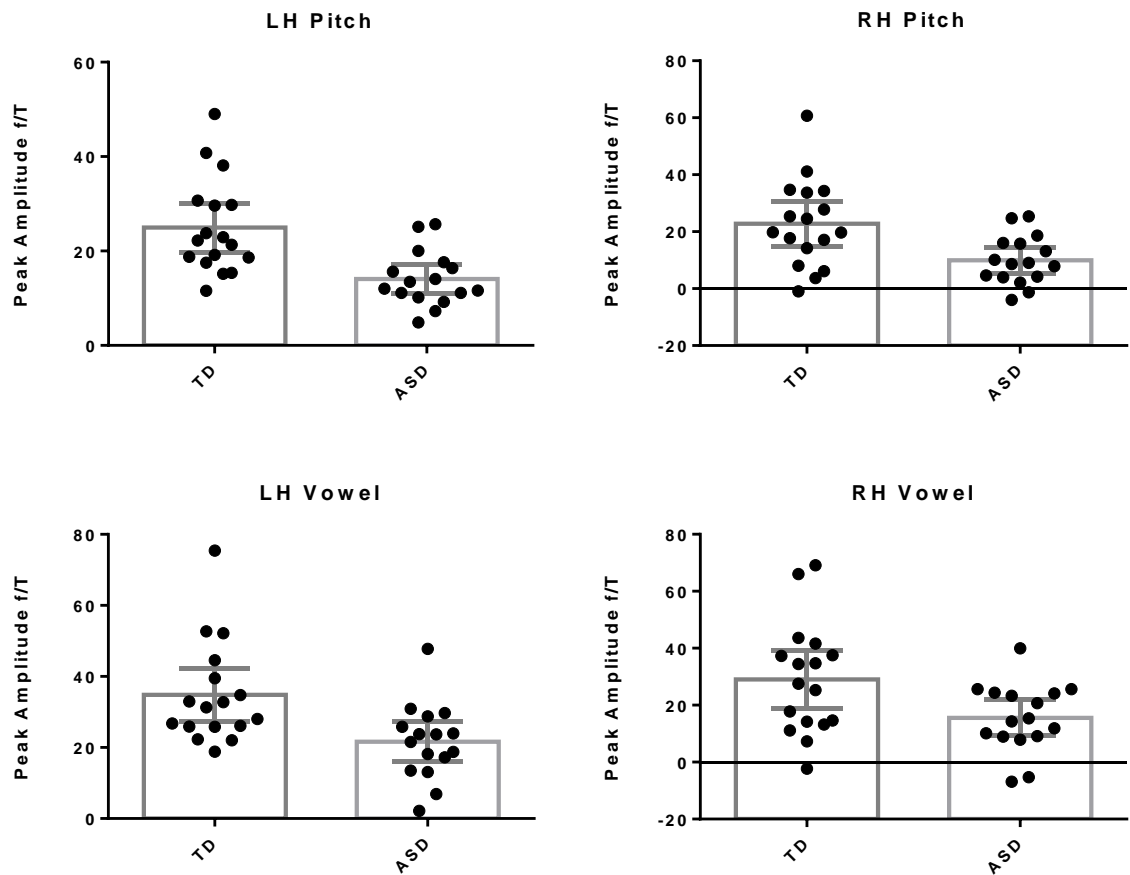 LH Pitch
Peak Amplitude f/T
60
40
20
0
TD
ASD
RH Pitch
Peak Amplitude f/T
80
60
40
20
0
-20
TD
ASD
LH Vowel
Peak Amplitude f/T
80
60
40
20
0
TD
ASD
RH Vowel
Peak Amplitude f/T
80
60
40
20
0
-20
TD
ASD